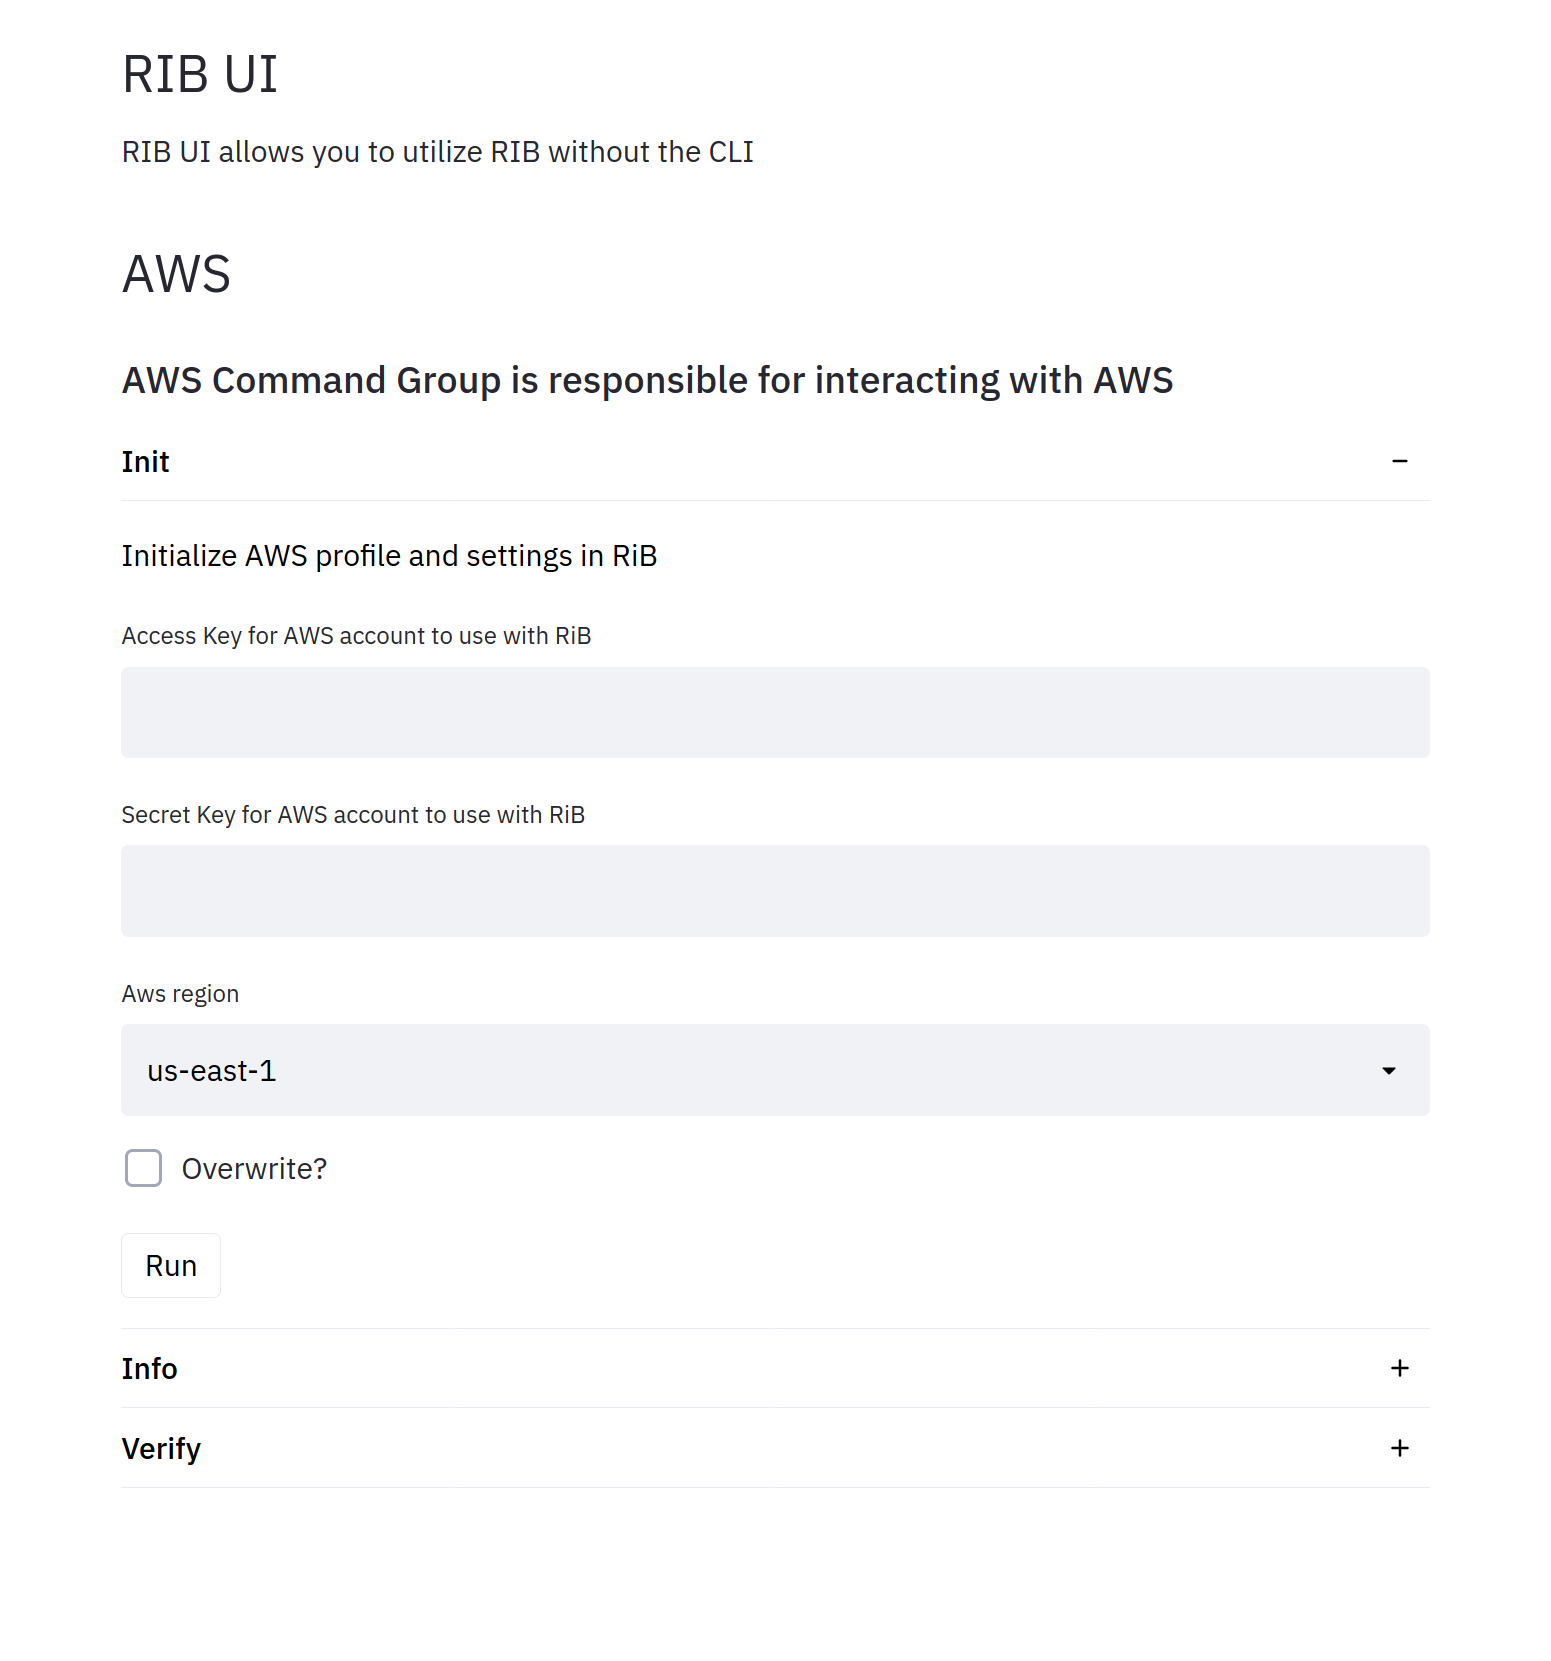 RIB UI
RIB UI allows you to utilize RIB without the CLI
AWS
AWS Command Group is responsible for interacting with AWS
Init
Initialize AWS profile and settings in RiB
Access Key for AWS account to use with RiB
Secret Key for AWS account to use with RiB
Aws region
us-east-1
Overwrite?
Run
Info
Verify